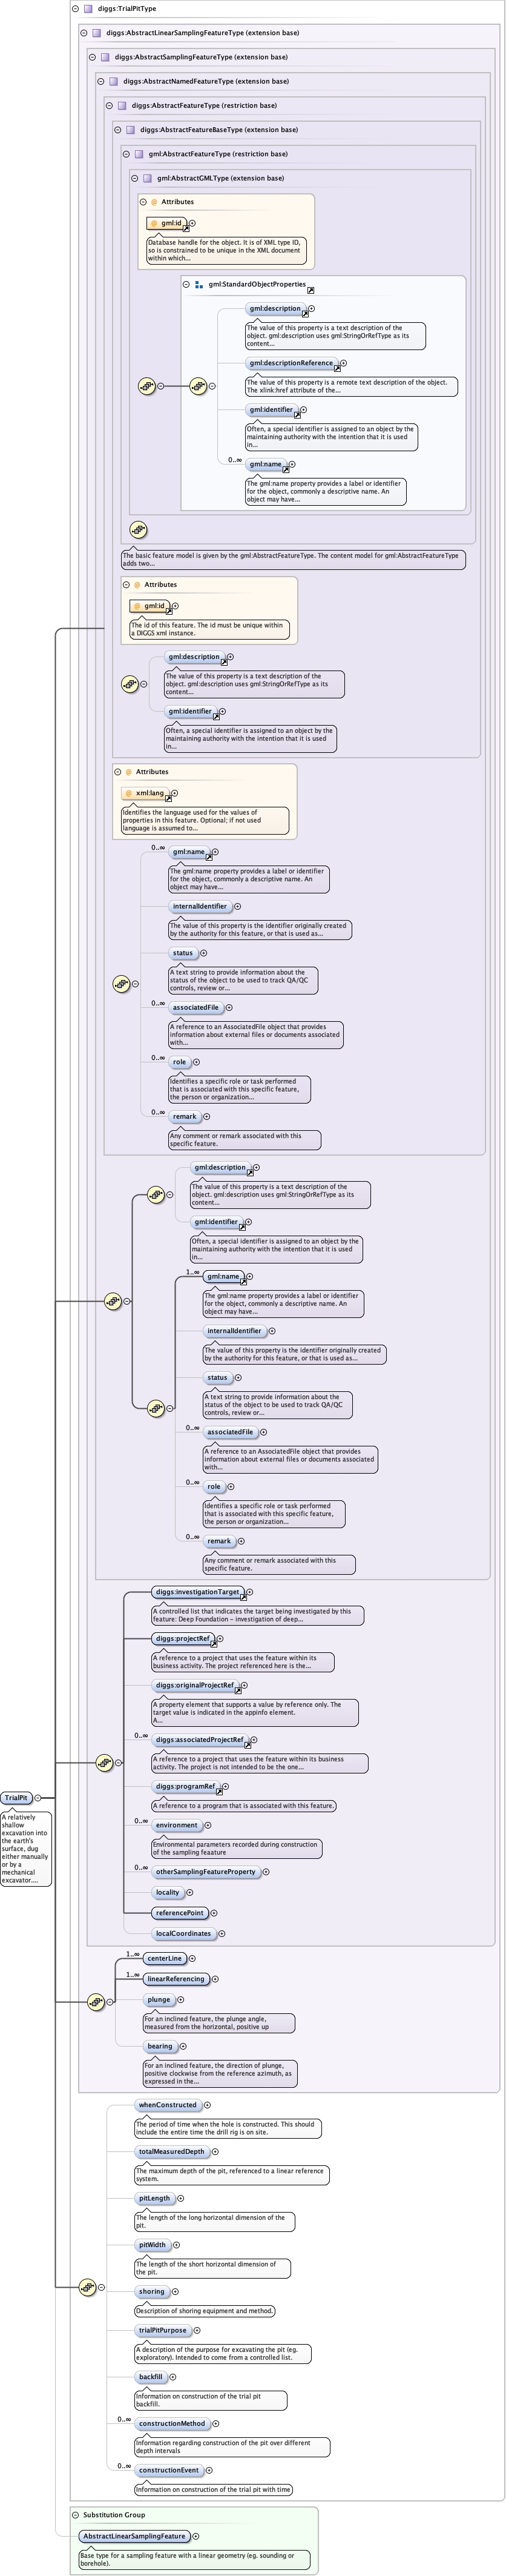 diggs:TrialPitType
diggs:AbstractLinearSamplingFeatureType (extension base)
diggs:AbstractSamplingFeatureType (extension base)
diggs:AbstractNamedFeatureType (extension base)
diggs:AbstractFeatureType (restriction base)
diggs:AbstractFeatureBaseType (extension base)
gml:AbstractFeatureType (restriction base)
gml:AbstractGMLType (extension base)
Attributes
gml:id
Database handle for the object. It is of XML type ID,
so is constrained to be unique in the XML document
within which...
gml:StandardObjectProperties
gml:description
The value of this property is a text description of the
object. gml:description uses gml:StringOrRefType as its
content...
gml:descriptionReference
The value of this property is a remote text description of the object.
The xlink:href attribute of the...
gml:identifier
Often, a special identifier is assigned to an object by the
maintaining authority with the intention that it is used
in...
0..∞
gml:name
The gml:name property provides a label or identifier
for the object, commonly a descriptive name. An
object may have...
The basic feature model is given by the gml:AbstractFeatureType. The content model for gml:AbstractFeatureType
adds two...
Attributes
gml:id
The id of this feature. The id must be unique within
a DIGGS xml instance.
gml:description
The value of this property is a text description of the
object. gml:description uses gml:StringOrRefType as its
content...
gml:identifier
Often, a special identifier is assigned to an object by the
maintaining authority with the intention that it is used
in...
Attributes
xml:lang
Identifies the language used for the values of
properties in this feature. Optional; if not used
language is assumed to...
0..∞
gml:name
The gml:name property provides a label or identifier
for the object, commonly a descriptive name. An
object may have...
internalIdentifier
The value of this property is the identifier originally created
by the authority for this feature, or that is used as...
status
A text string to provide information about the
status of the object to be used to track QA/QC
controls, review or...
0..∞
associatedFile
A reference to an AssociatedFile object that provides
information about external files or documents associated
with...
0..∞
role
Identifies a specific role or task performed
that is associated with this specific feature,
the person or organization...
0..∞
remark
Any comment or remark associated with this
specific feature.
gml:description
The value of this property is a text description of the
object. gml:description uses gml:StringOrRefType as its
content...
gml:identifier
Often, a special identifier is assigned to an object by the
maintaining authority with the intention that it is used
in...
1..∞
gml:name
The gml:name property provides a label or identifier
for the object, commonly a descriptive name. An
object may have...
internalIdentifier
The value of this property is the identifier originally created
by the authority for this feature, or that is used as...
status
A text string to provide information about the
status of the object to be used to track QA/QC
controls, review or...
0..∞
associatedFile
A reference to an AssociatedFile object that provides
information about external files or documents associated
with...
0..∞
role
Identifies a specific role or task performed
that is associated with this specific feature,
the person or organization...
0..∞
remark
Any comment or remark associated with this
specific feature.
diggs:investigationTarget
A controlled list that indicates the target being investigated by this
feature: Deep Foundation - investigation of deep...
diggs:projectRef
A reference to a project that uses the feature within its
business activity. The project referenced here is the...
diggs:originalProjectRef
A property element that supports a value by reference only. The
target value is indicated in the appinfo element.
A...
0..∞
diggs:associatedProjectRef
A reference to a project that uses the feature within its business
activity. The project is not intended to be the one...
diggs:programRef
A reference to a program that is associated with this feature.
0..∞
environment
Environmental parameters recorded during construction
of the sampling feaature
0..∞
otherSamplingFeatureProperty
locality
referencePoint
localCoordinates
TrialPit
A relatively
shallow
excavation into
the earth's
surface, dug
either manually
or by a
mechanical
excavator....
1..∞
centerLine
1..∞
linearReferencing
plunge
For an inclined feature, the plunge angle,
measured from the horizontal, positive up
bearing
For an inclined feature, the direction of plunge,
positive clockwise from the reference azimuth, as
expressed in the...
whenConstructed
The period of time when the hole is constructed. This should
include the entire time the drill rig is on site.
totalMeasuredDepth
The maximum depth of the pit, referenced to a linear reference
system.
pitLength
The length of the long horizontal dimension of the
pit.
pitWidth
The length of the short horizontal dimension of
the pit.
shoring
Description of shoring equipment and method.
trialPitPurpose
A description of the purpose for excavating the pit (eg.
exploratory). Intended to come from a controlled list.
backfill
Information on construction of the trial pit
backfill.
0..∞
constructionMethod
Information regarding construction of the pit over different
depth intervals
0..∞
constructionEvent
Information on construction of the trial pit with time
Substitution Group
AbstractLinearSamplingFeature
Base type for a sampling feature with a linear geometry (eg. sounding or
borehole).